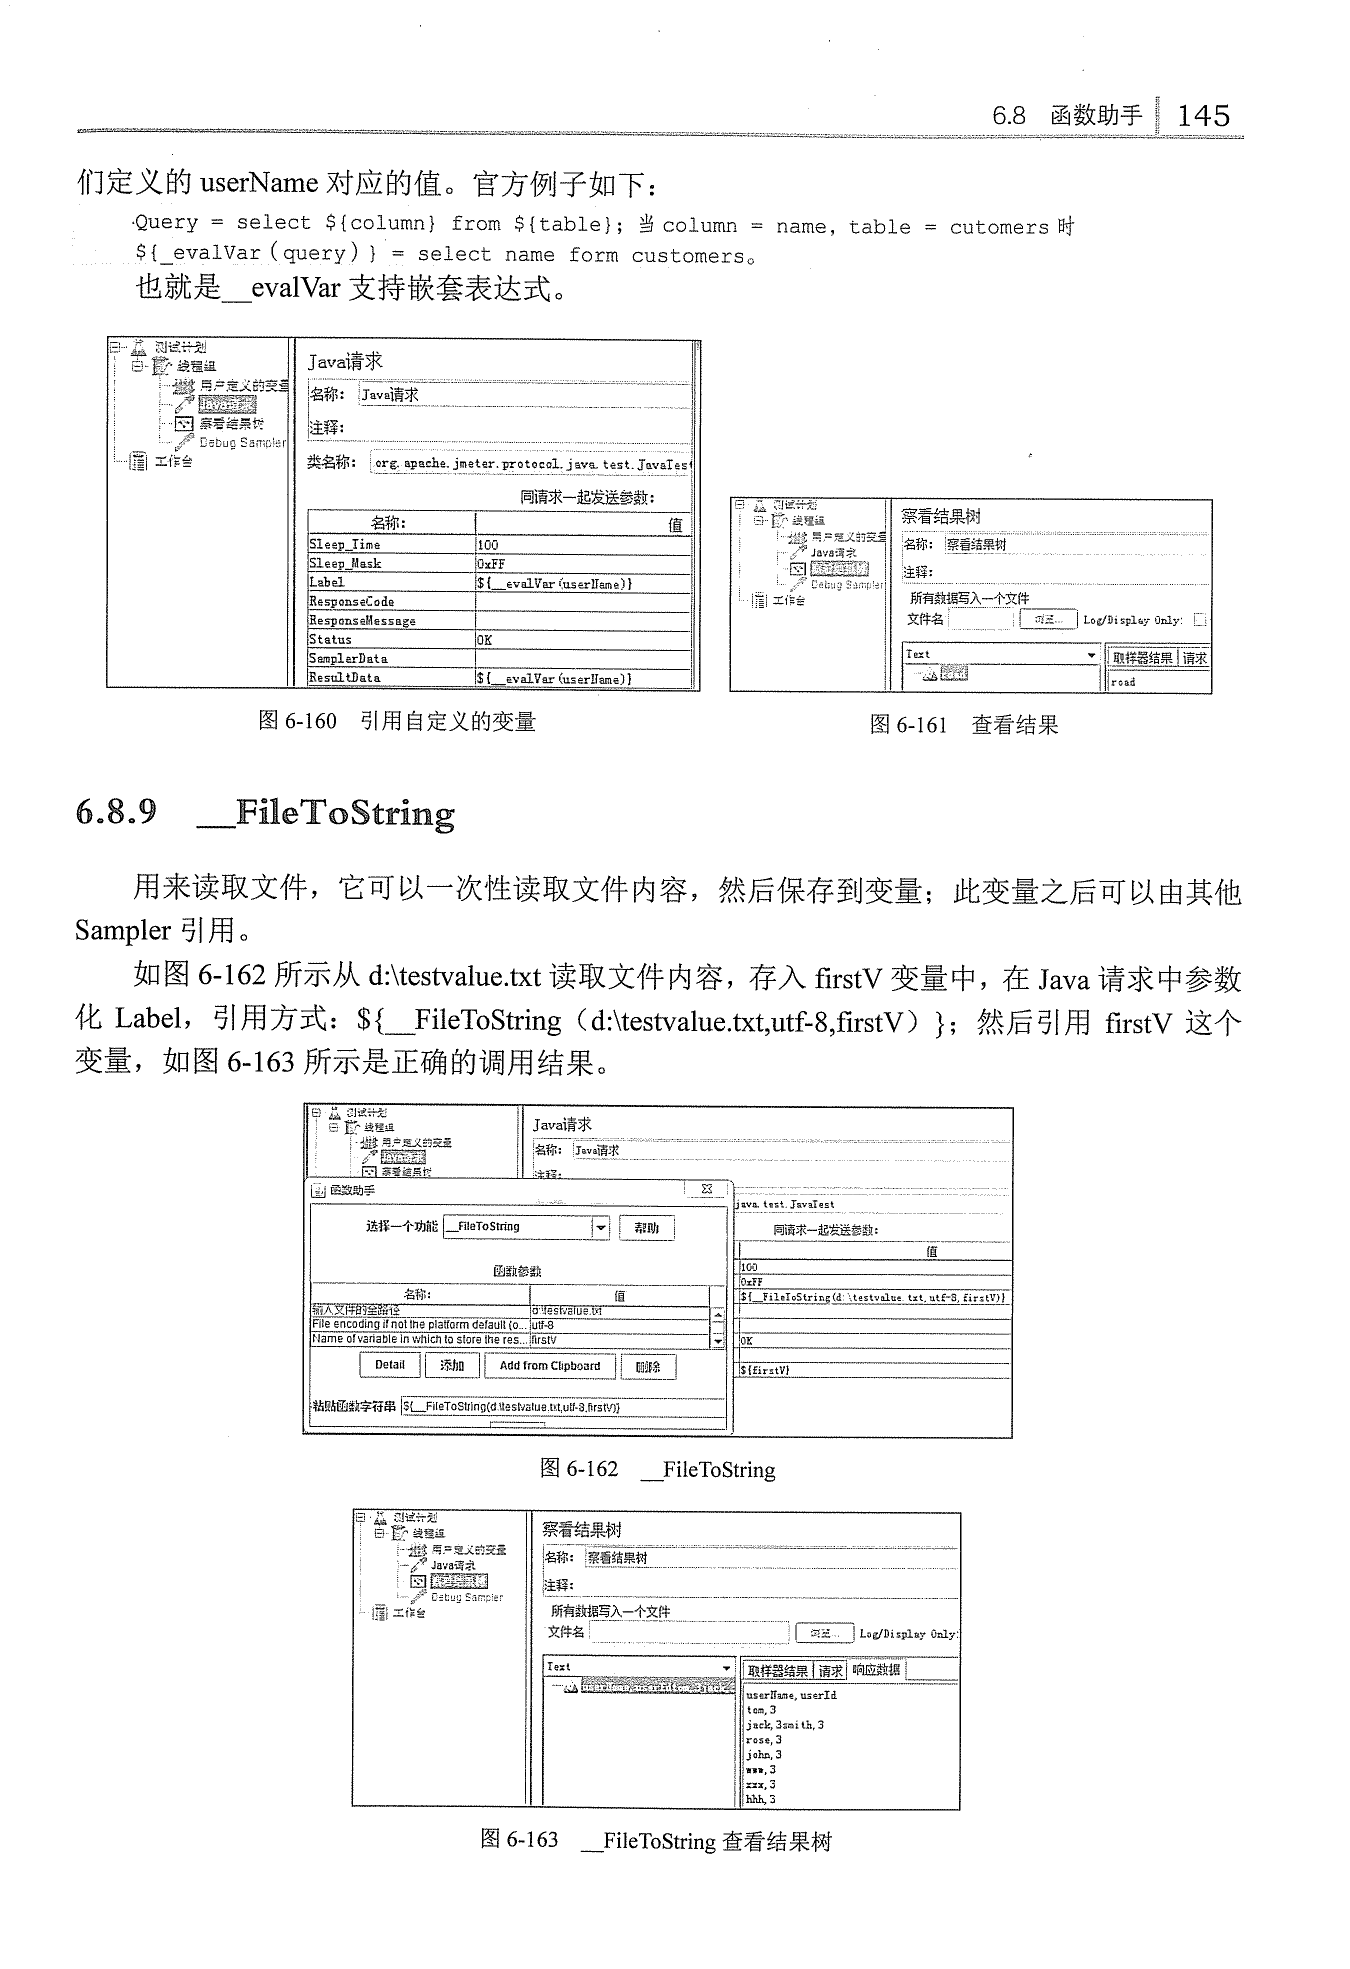 6.8 函数助手 145
们定义的 userName 对应的值。官方例子如下：
Query = select ${column} from ${table}; 当 column = name, table = cutomers 时
${_evalVar（query）} = select name form customers。
也就是__evalVar 支持嵌套表达式。
测试计划
线程组
用户定义的变量
察看结果树
Debug Sampler
工作台
Java请求
名称： Java请求
注释：
类名称： org.apache.jmeter.protocol.java.test.JavaTest
同请求一起发送参数：
名称： 值
Sleep_Time 100
Sleep_Mask 0xFF
Label ${__evalVar(userName)}
ResponseCode
ResponseMessage
Status OK
SamplerData
ResultData ${__evalVar(userName)}
图 6-160 引用自定义的变量
测试计划
线程组
用户定义的变量
Java请求
Debug Sampler
工作台
察看结果树
名称： 察看结果树
注释：
所有数据写入一个文件
文件名 Log/Display Only:
Text 取样器结果 请求
road
图 6-161 查看结果
6.8.9 __FileToString
用来读取文件，它可以一次性读取文件内容，然后保存到变量；此变量之后可以由其他
Sampler 引用。
如图 6-162 所示从 d:\testvalue.txt 读取文件内容，存入 firstV 变量中，在 Java 请求中参数
化 Label，引用方式：${__FileToString（d:\testvalue.txt,utf-8,firstV）}；然后引用 firstV 这个
变量，如图 6-163 所示是正确的调用结果。
测试计划
线程组
用户定义的变量
察看结果树
Java请求
名称： Java请求
注释：
java.test.JavaTest
同请求一起发送参数：
值
100
0xFF
${__FileToString(d:\testvalue.txt,utf-8,firstV)}
OK
${firstV}
函数助手
选择一个功能 __FileToString 帮助
函数参数
名称： 值
输入文件的全路径 d:\testvalue.txt
File encoding if not the platform default (o... utf-8
Name of variable in which to store the res... firstV
Detail 添加 Add from Clipboard 删除
粘贴函数字符串 ${__FileToString(d:\testvalue.txt,utf-8,firstV)}
图 6-162 __FileToString
测试计划
线程组
用户定义的变量
Java请求
Debug Sampler
工作台
察看结果树
名称： 察看结果树
注释：
所有数据写入一个文件
文件名 Log/Display Only:
Text 取样器结果 请求 响应数据
userName,userId
tom,3
jack,3smith,3
rose,3
john,3
www,3
zzz,3
hhh,3
图 6-163 __FileToString 查看结果树